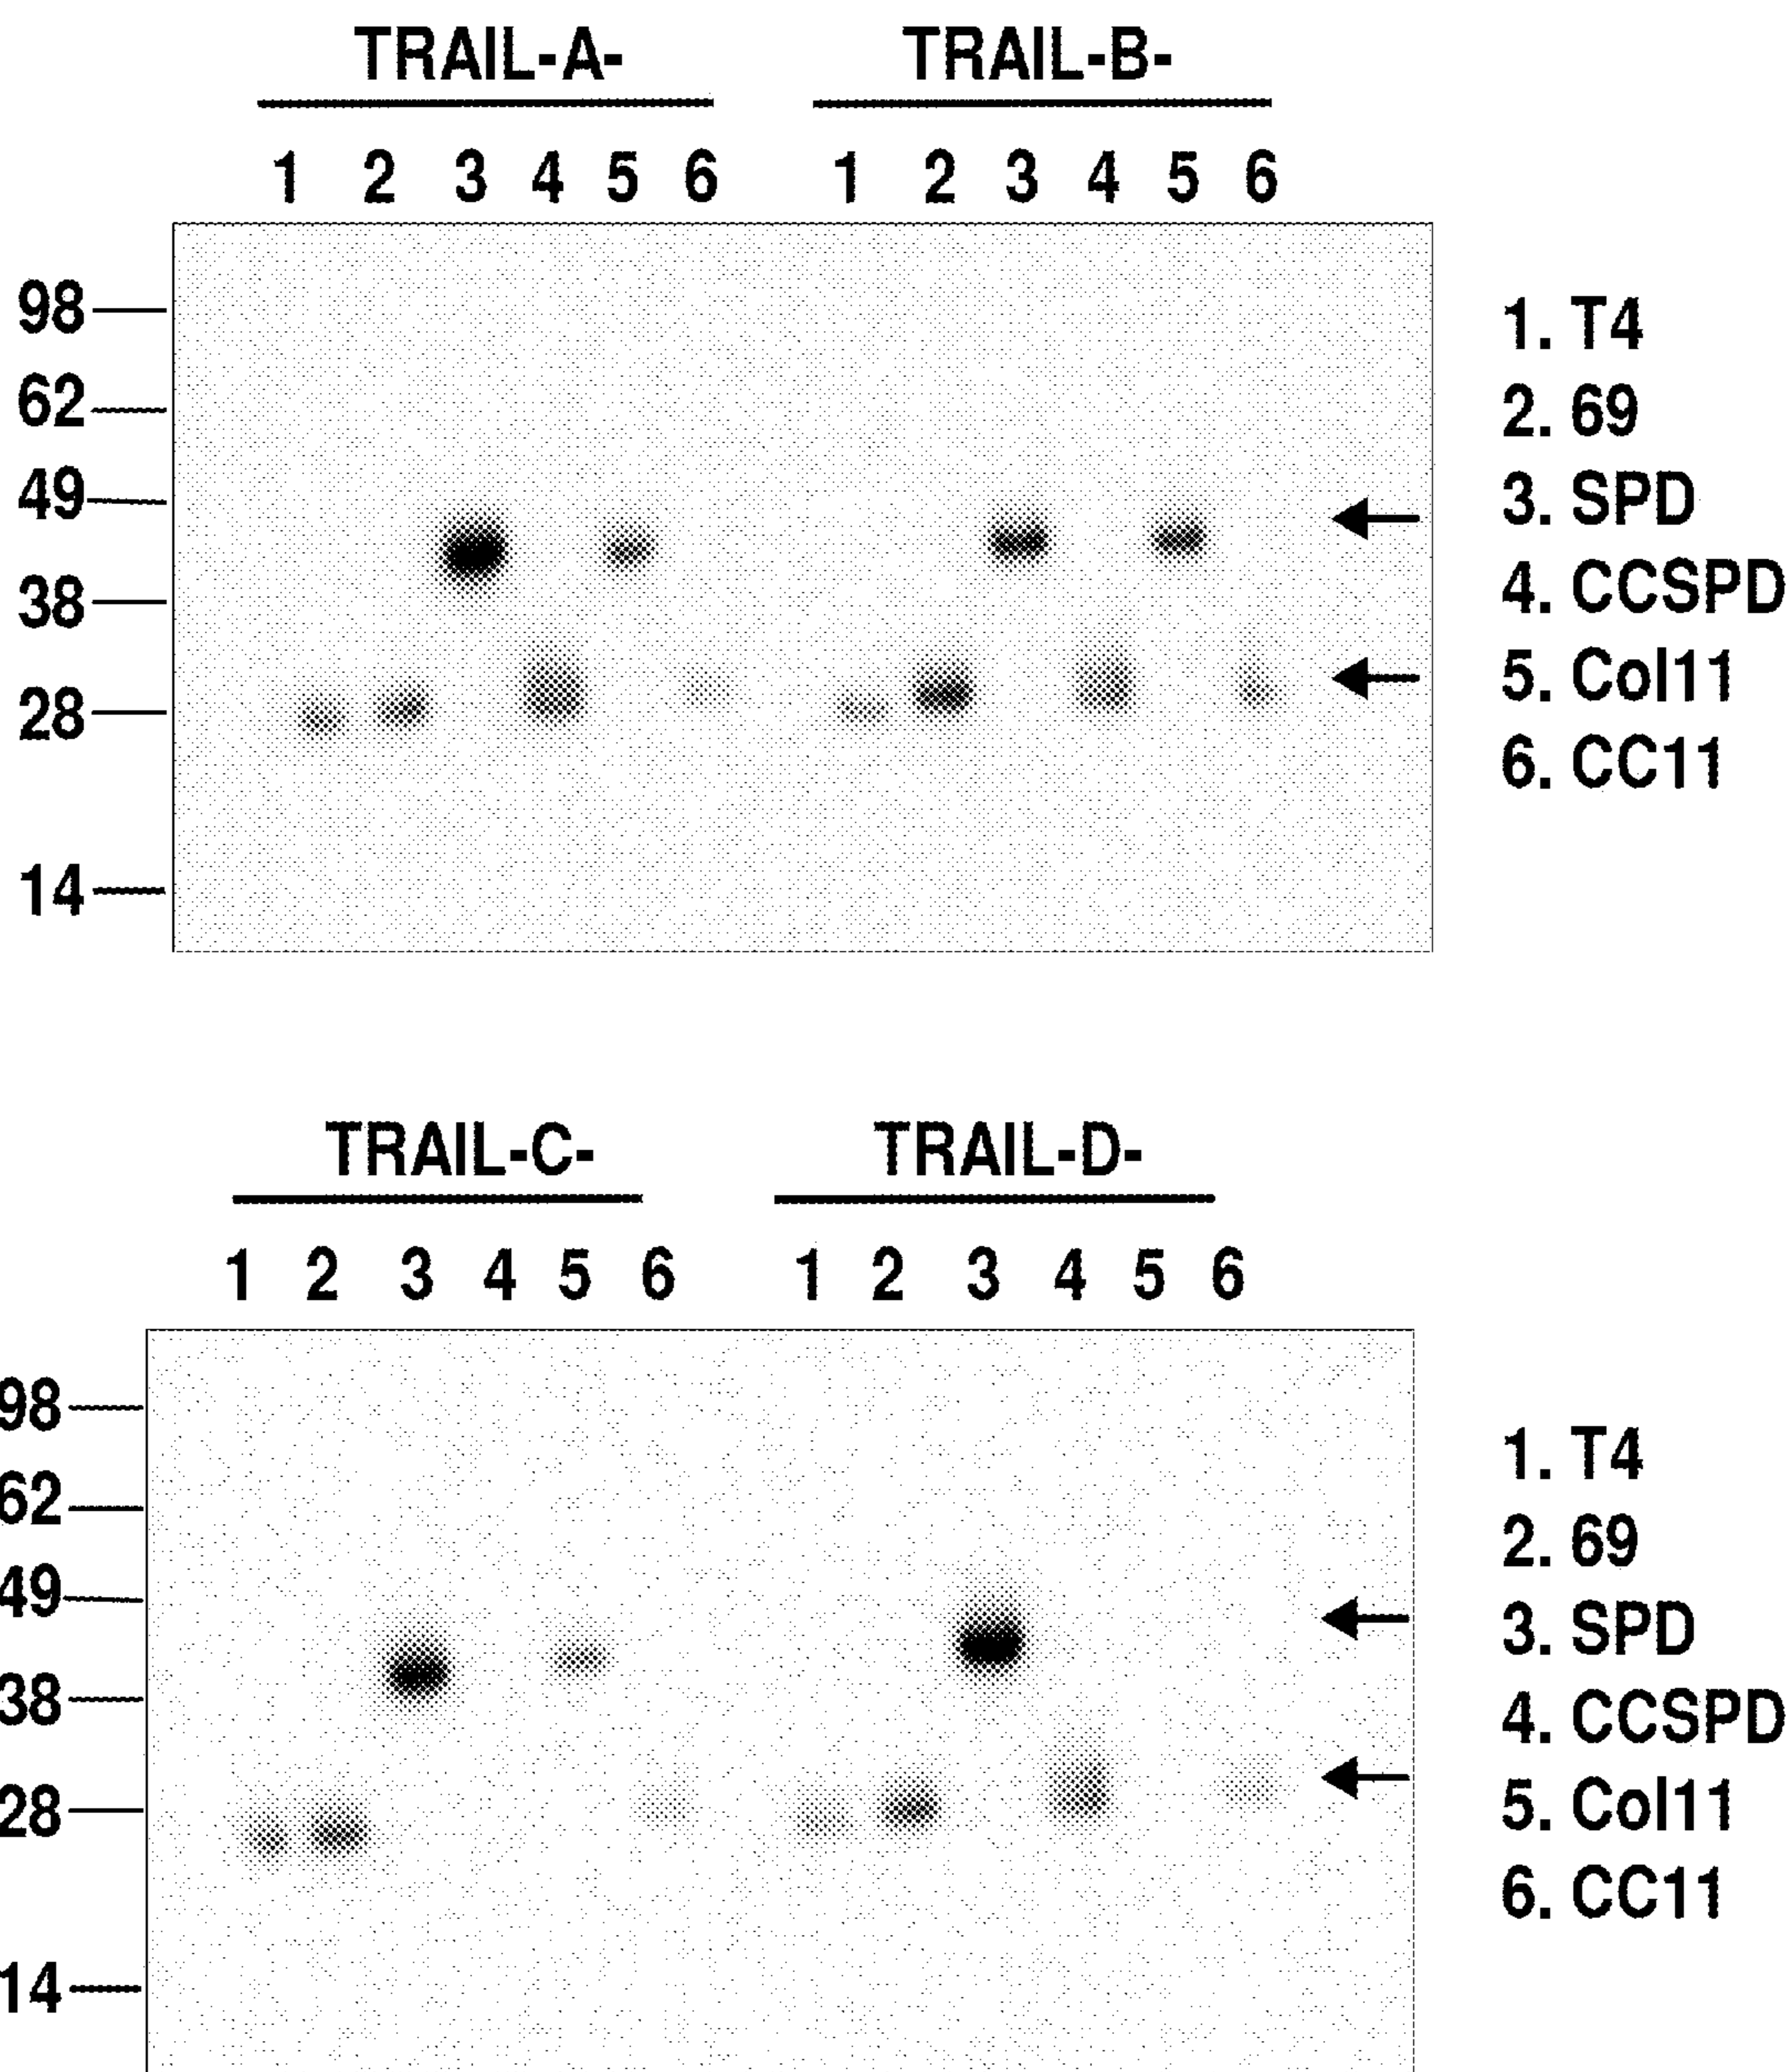 TRAIL-A- TRAIL-B-
1 2 3 4 5 6 1 2 3 4 5 6
98
62
49
38
28
14
1. T4
2. 69
3. SPD
4. CCSPD
5. Col11
6. CC11
TRAIL-C- TRAIL-D-
1 2 3 4 5 6 1 2 3 4 5 6
98
62
49
38
28
14
1. T4
2. 69
3. SPD
4. CCSPD
5. Col11
6. CC11